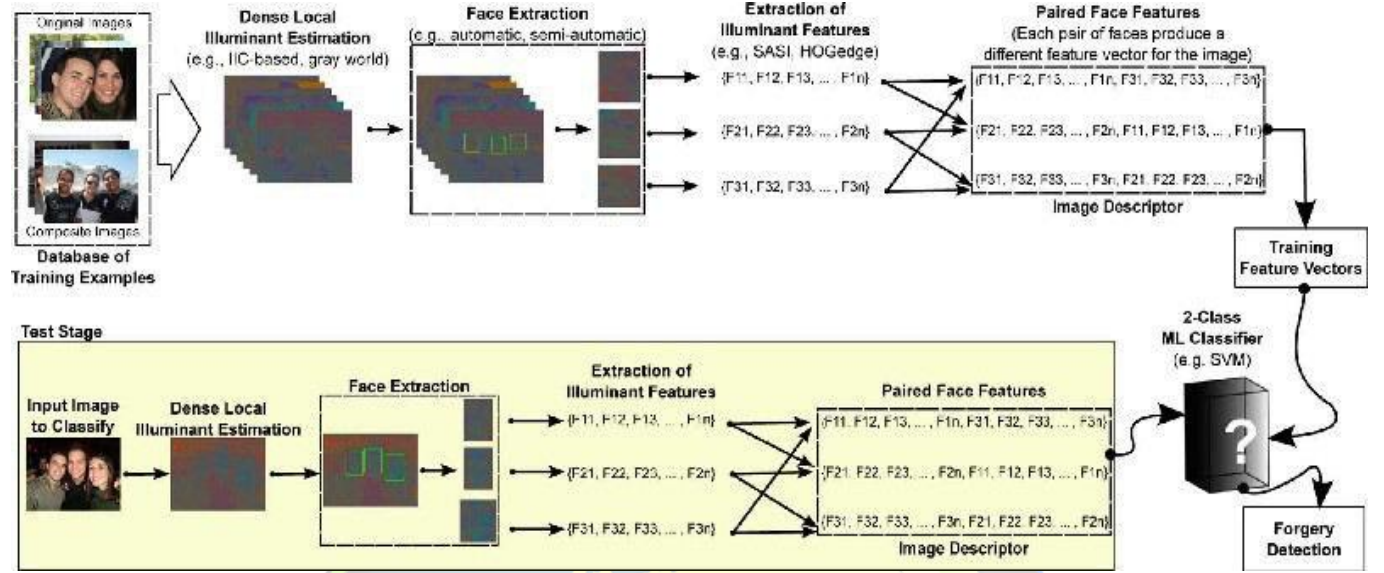 Original Images
Composite Images
Database of
Training Examples
Dense Local
Illuminant Estimation
(e.g., IIC-based, gray world)
Face Extraction
(e.g., automatic, semi-automatic)
Extraction of
Illuminant Features
(e.g., SASI, HOGedge)
{F11, F12, F13, ... , F1n}
{F21, F22, F23, ... , F2n}
{F31, F32, F33, ... , F3n}
Paired Face Features
(Each pair of faces produce a
different feature vector for the image)
{F11, F12, F13, ... , F1n, F31, F32, F33, ... , F3n}
{F21, F22, F23, ... , F2n, F11, F12, F13, ... , F1n}
{F31, F32, F33, ... , F3n, F21, F22, F23, ... , F2n}
Image Descriptor
Training
Feature Vectors
2-Class
ML Classifier
(e.g. SVM)
?
Forgery
Detection
Test Stage
Input Image
to Classify
Dense Local
Illuminant Estimation
Face Extraction
Extraction of
Illuminant Features
{F11, F12, F13, ... , F1n}
{F21, F22, F23, ... , F2n}
{F31, F32, F33, ... , F3n}
Paired Face Features
{F11, F12, F13, ... , F1n, F31, F32, F33, ... , F3n}
{F21, F22, F23, ... , F2n, F11, F12, F13, ... , F1n}
{F31, F32, F33, ... , F3n, F21, F22, F23, ... , F2n}
Image Descriptor